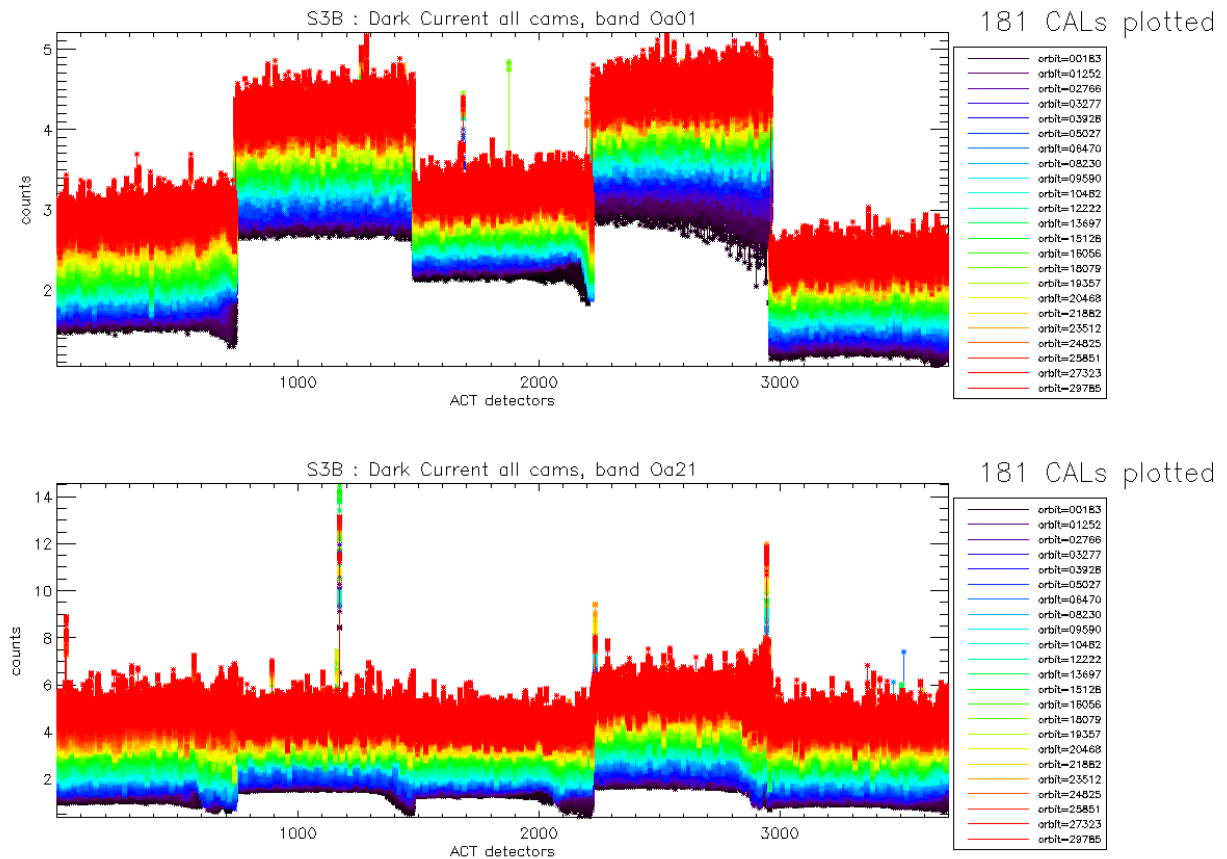 S3B : Dark Current all cams, band Oa01
181 CALs plotted
5
4
3
2
counts
1000
2000
3000
ACT detectors
orbit=00183
orbit=01252
orbit=02766
orbit=03277
orbit=03928
orbit=05027
orbit=06470
orbit=08230
orbit=09590
orbit=10482
orbit=12222
orbit=13697
orbit=15128
orbit=16056
orbit=18079
orbit=19357
orbit=20468
orbit=21882
orbit=23512
orbit=24825
orbit=25851
orbit=27323
orbit=29785
S3B : Dark Current all cams, band Oa21
181 CALs plotted
14
12
10
8
6
4
2
counts
1000
2000
3000
ACT detectors
orbit=00183
orbit=01252
orbit=02766
orbit=03277
orbit=03928
orbit=05027
orbit=06470
orbit=08230
orbit=09590
orbit=10482
orbit=12222
orbit=13697
orbit=15128
orbit=16056
orbit=18079
orbit=19357
orbit=20468
orbit=21882
orbit=23512
orbit=24825
orbit=25851
orbit=27323
orbit=29785